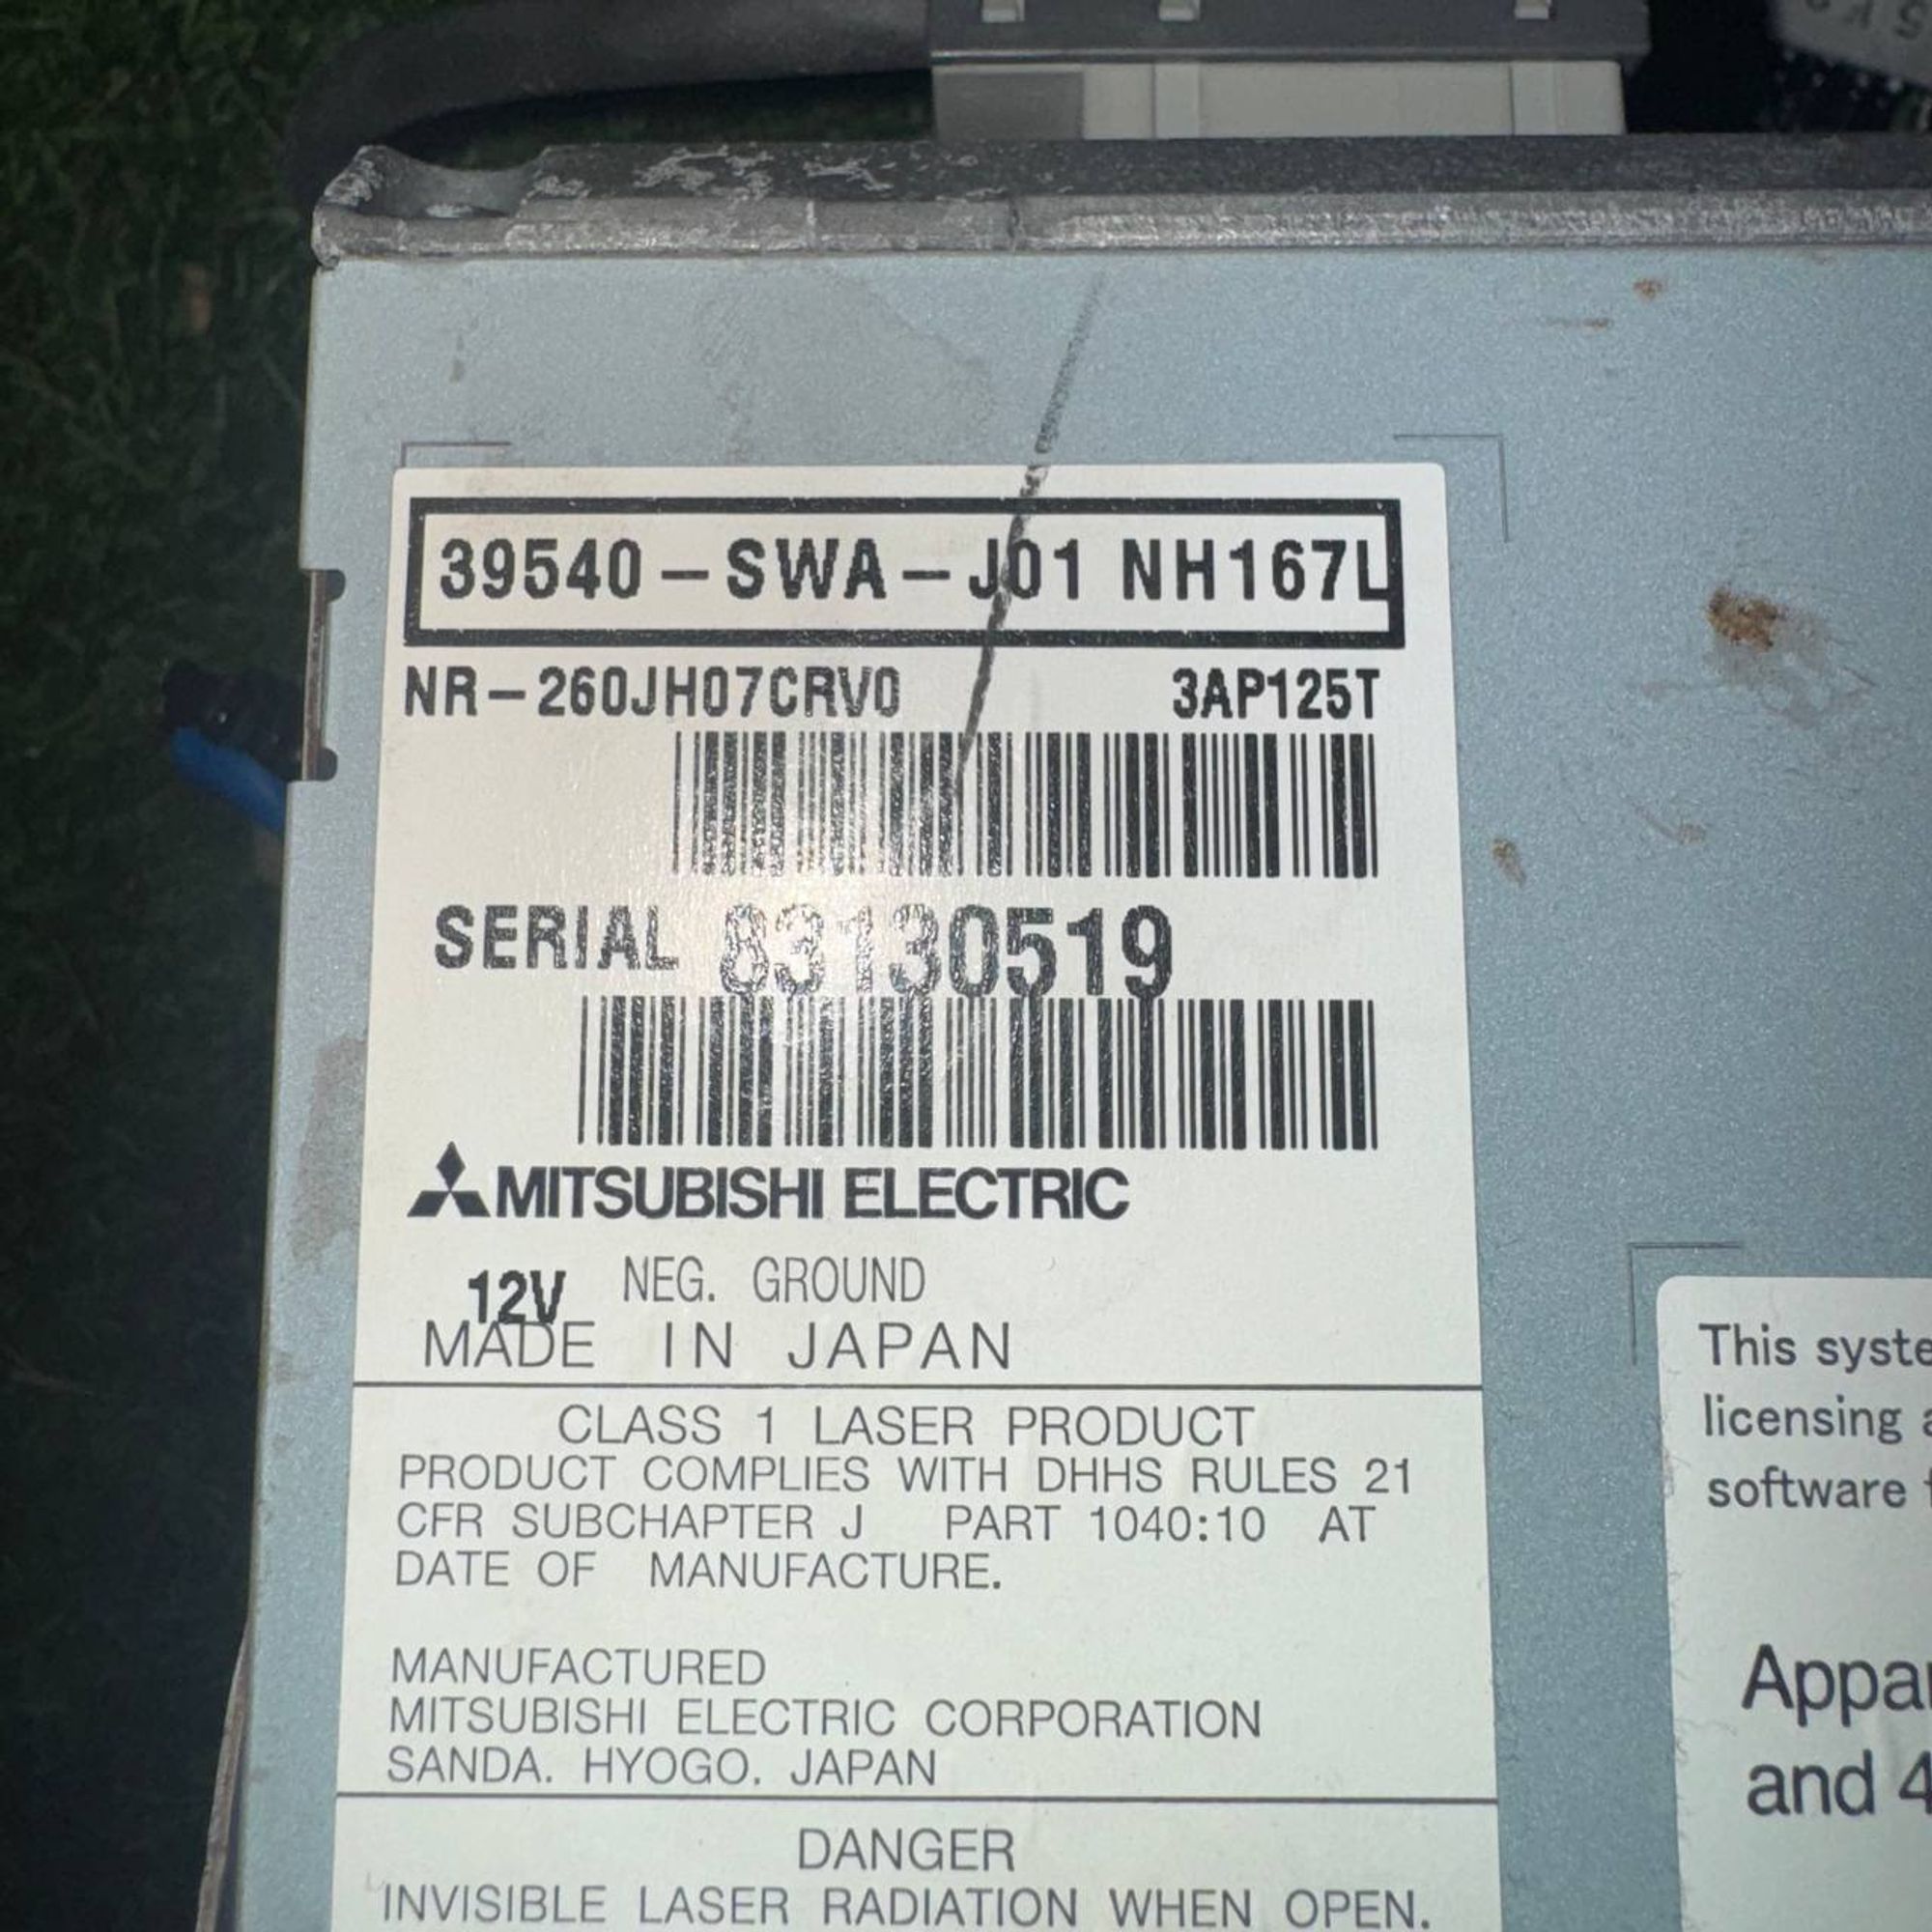 39540-SWA-J01 NH167L
NR-260JH07CRV0 3AP125T
SERIAL 83130519
MITSUBISHI ELECTRIC
12V NEG. GROUND
MADE IN JAPAN
CLASS 1 LASER PRODUCT
PRODUCT COMPLIES WITH DHHS RULES 21
CFR SUBCHAPTER J PART 1040:10 AT
DATE OF MANUFACTURE.
MANUFACTURED
MITSUBISHI ELECTRIC CORPORATION
SANDA. HYOGO. JAPAN
DANGER
INVISIBLE LASER RADIATION WHEN OPEN.
This syste
licensing
software
Appa
and 4